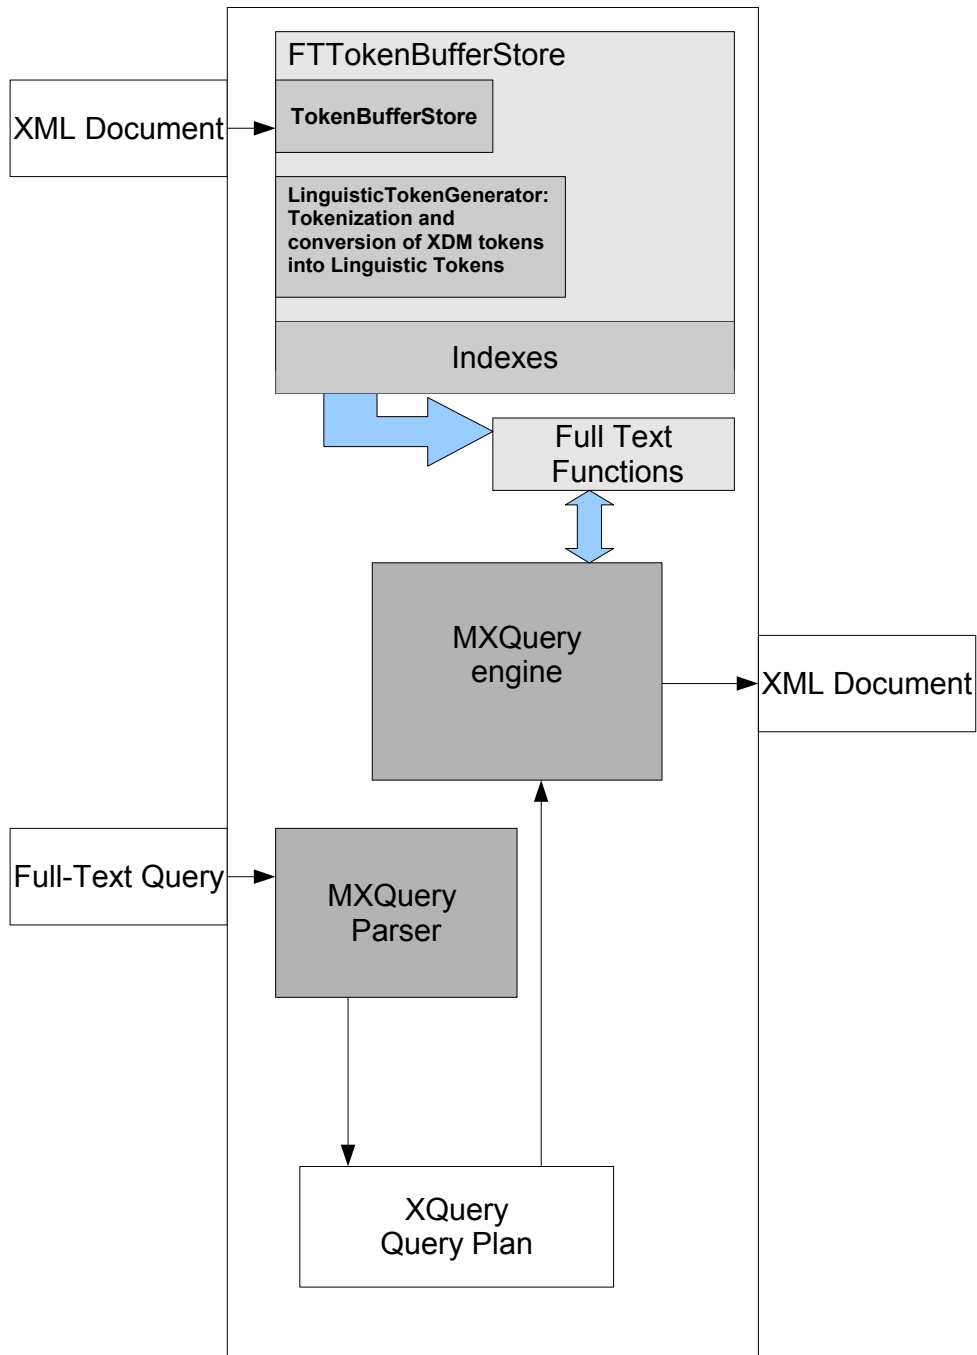 FTTokenBufferStore
XML Document
TokenBufferStore
LinguisticTokenGenerator:
Tokenization and
conversion of XDM tokens
into Linguistic Tokens
Indexes
Full Text
Functions
MXQuery
engine
XML Document
Full-Text Query
MXQuery
Parser
XQuery
Query Plan